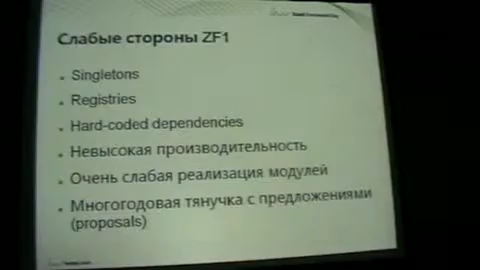 Слабые стороны ZF1
Singletons
Registries
Hard-coded dependencies
Невысокая производительность
Очень слабая реализация модулей
Многогодовая тянучка с предложениями
(proposals)